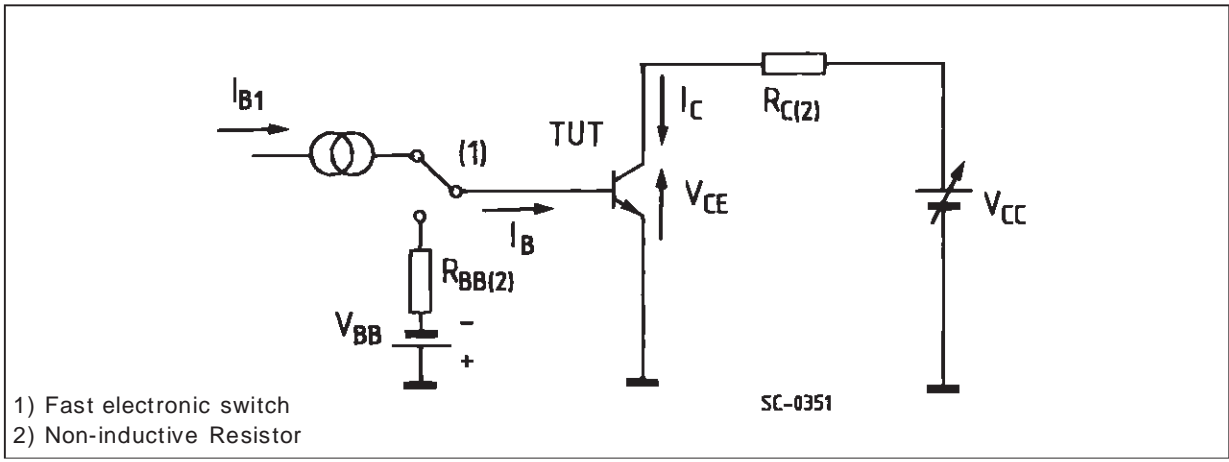 I_B1
(1)
TUT
I_C
R_C(2)
V_CE
V_CC
I_B
R_BB(2)
V_BB
-
+
SC-0351
1) Fast electronic switch
2) Non-inductive Resistor